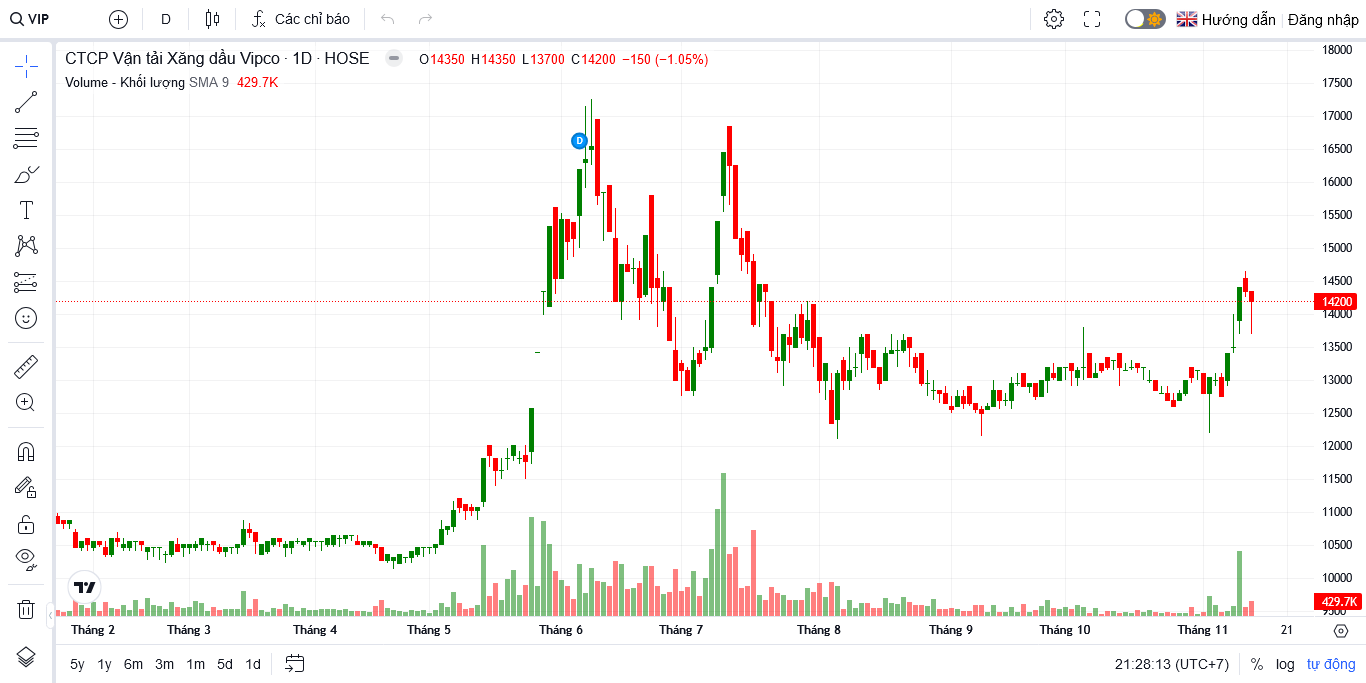 VIP D Các chỉ báo Hướng dẫn Đăng nhập
CTCP Vận tải Xăng dầu Vipco · 1D · HOSE O14350 H14350 L13700 C14200 −150 (−1.05%)
Volume - Khối lượng SMA 9 429.7K
18000
17500
17000
16500
16000
15500
15000
14500
14200
14000
13500
13000
12500
12000
11500
11000
10500
10000
429.7K
9500
D
Tháng 2 Tháng 3 Tháng 4 Tháng 5 Tháng 6 Tháng 7 Tháng 8 Tháng 9 Tháng 10 Tháng 11 21
5y 1y 6m 3m 1m 5d 1d 21:28:13 (UTC+7) % log tự động